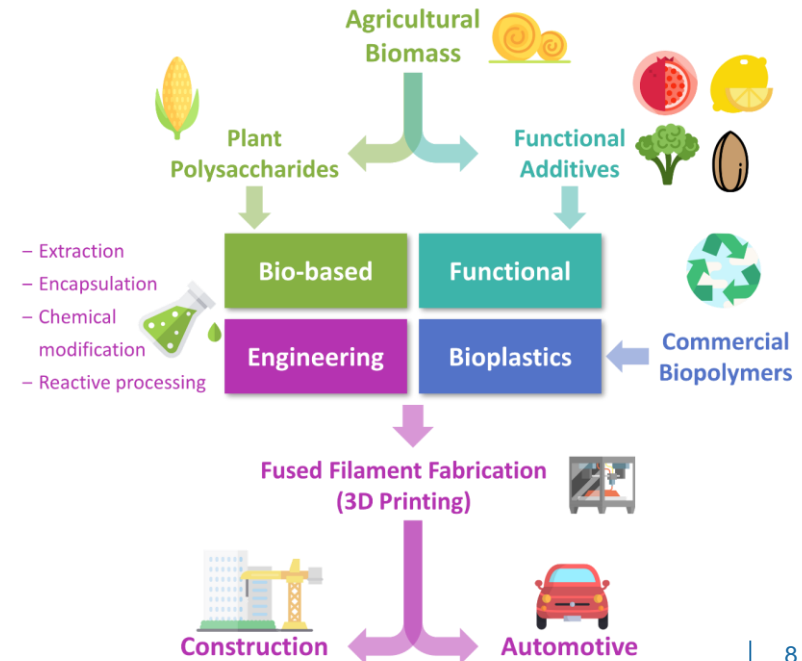 Agricultural
Biomass
Plant
Polysaccharides
Functional
Additives
– Extraction
– Encapsulation
– Chemical
modification
– Reactive processing
Bio-based
Functional
Engineering
Bioplastics
Commercial
Biopolymers
Fused Filament Fabrication
(3D Printing)
Construction
Automotive
| 8